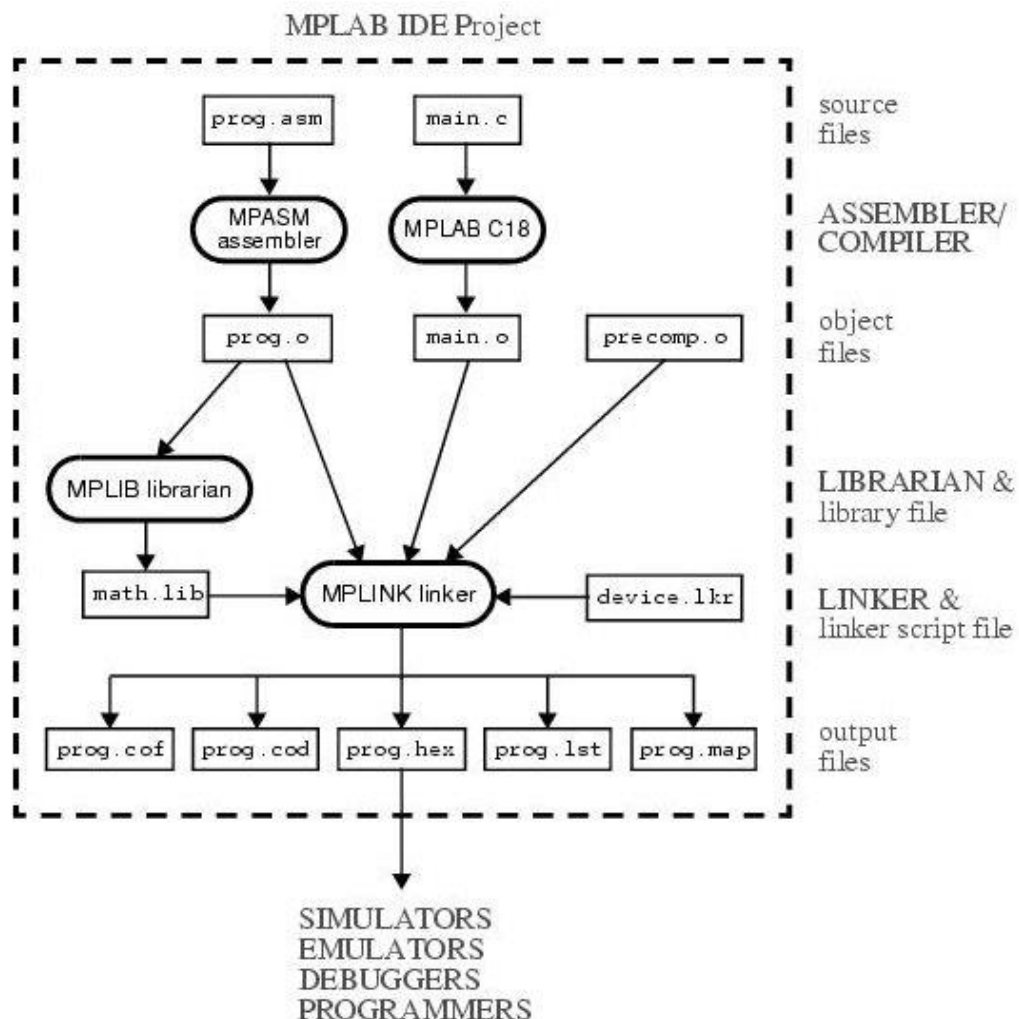 MPLAB IDE Project
prog.asm
main.c
source
files
MPASM
assembler
MPLAB C18
ASSEMBLER/
COMPILER
prog.o
main.o
precomp.o
object
files
MPLIB librarian
LIBRARIAN &
library file
math.lib
MPLINK linker
device.lkr
LINKER &
linker script file
prog.cof
prog.cod
prog.hex
prog.lst
prog.map
output
files
SIMULATORS
EMULATORS
DEBUGGERS
PROGRAMMERS